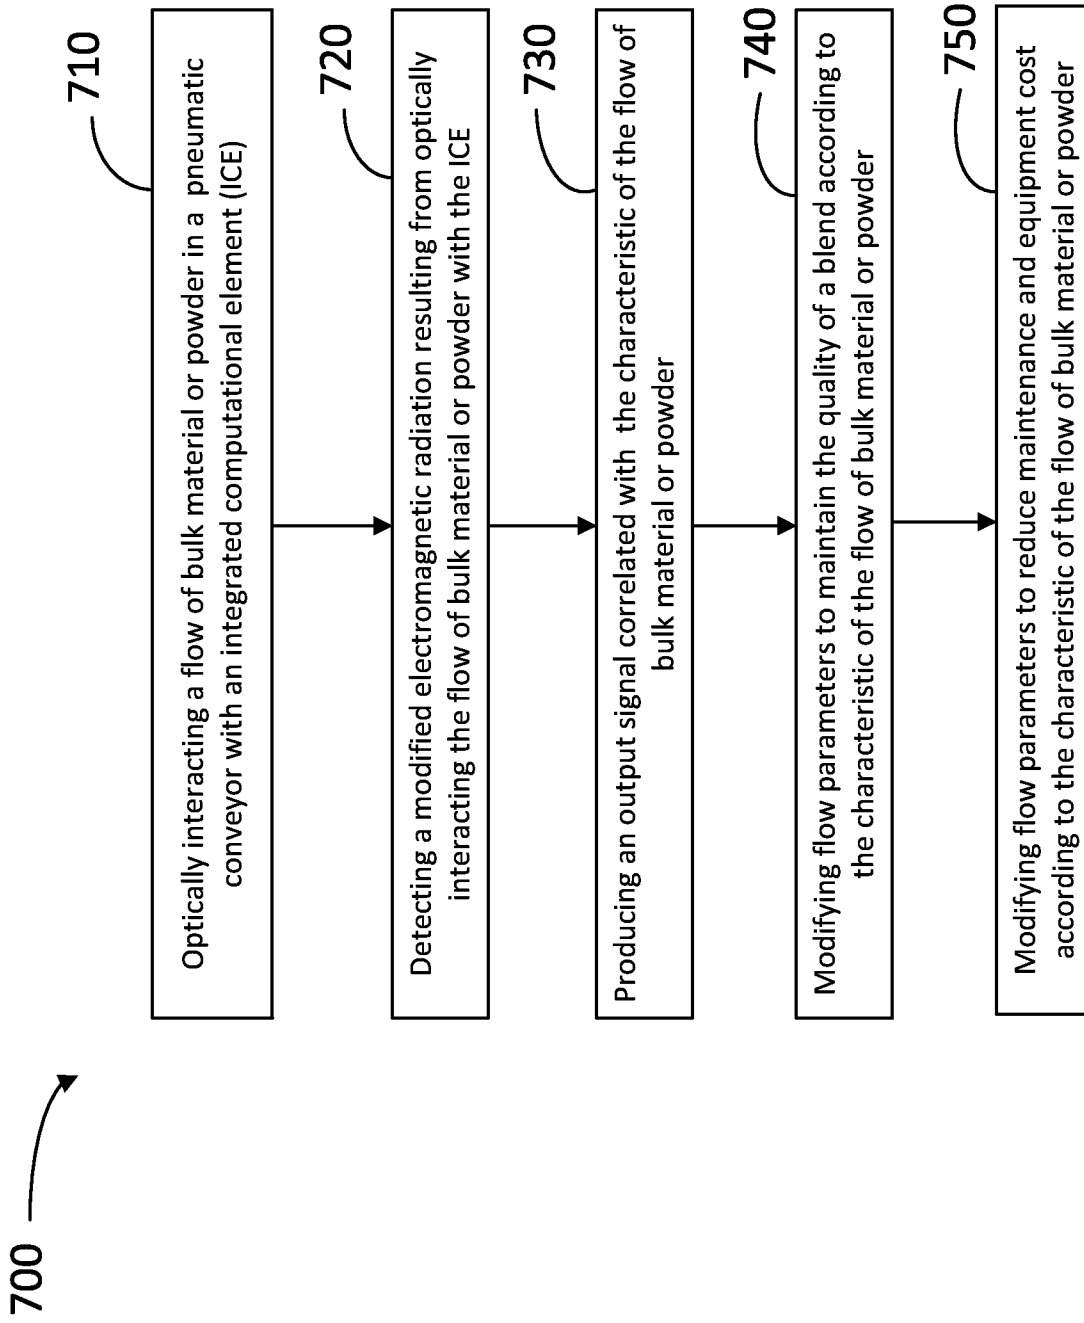 700
710
Optically interacting a flow of bulk material or powder in a pneumatic
conveyor with an integrated computational element (ICE)
720
Detecting a modified electromagnetic radiation resulting from optically
interacting the flow of bulk material or powder with the ICE
730
Producing an output signal correlated with the characteristic of the flow of
bulk material or powder
740
Modifying flow parameters to maintain the quality of a blend according to
the characteristic of the flow of bulk material or powder
750
Modifying flow parameters to reduce maintenance and equipment cost
according to the characteristic of the flow of bulk material or powder